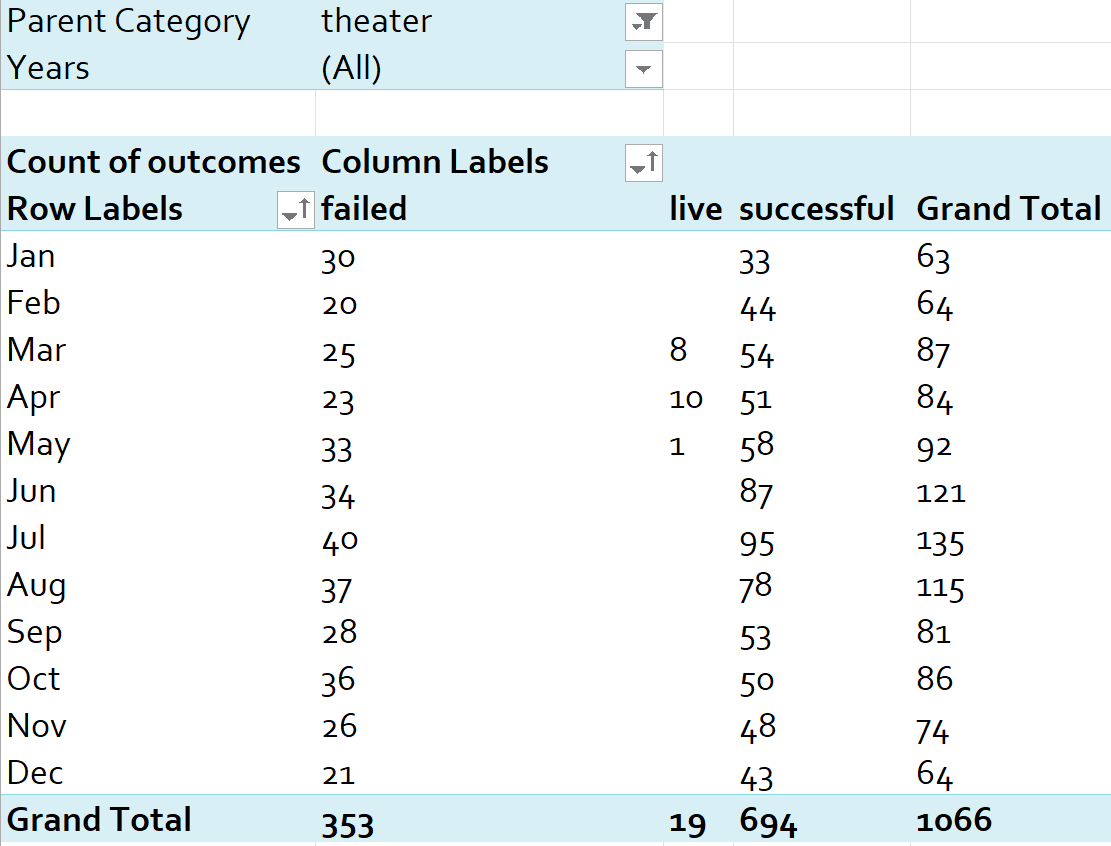 Parent Category theater
Years (All)
Count of outcomes Column Labels
Row Labels failed live successful Grand Total
Jan 30 33 63
Feb 20 44 64
Mar 25 8 54 87
Apr 23 10 51 84
May 33 1 58 92
Jun 34 87 121
Jul 40 95 135
Aug 37 78 115
Sep 28 53 81
Oct 36 50 86
Nov 26 48 74
Dec 21 43 64
Grand Total 353 19 694 1066